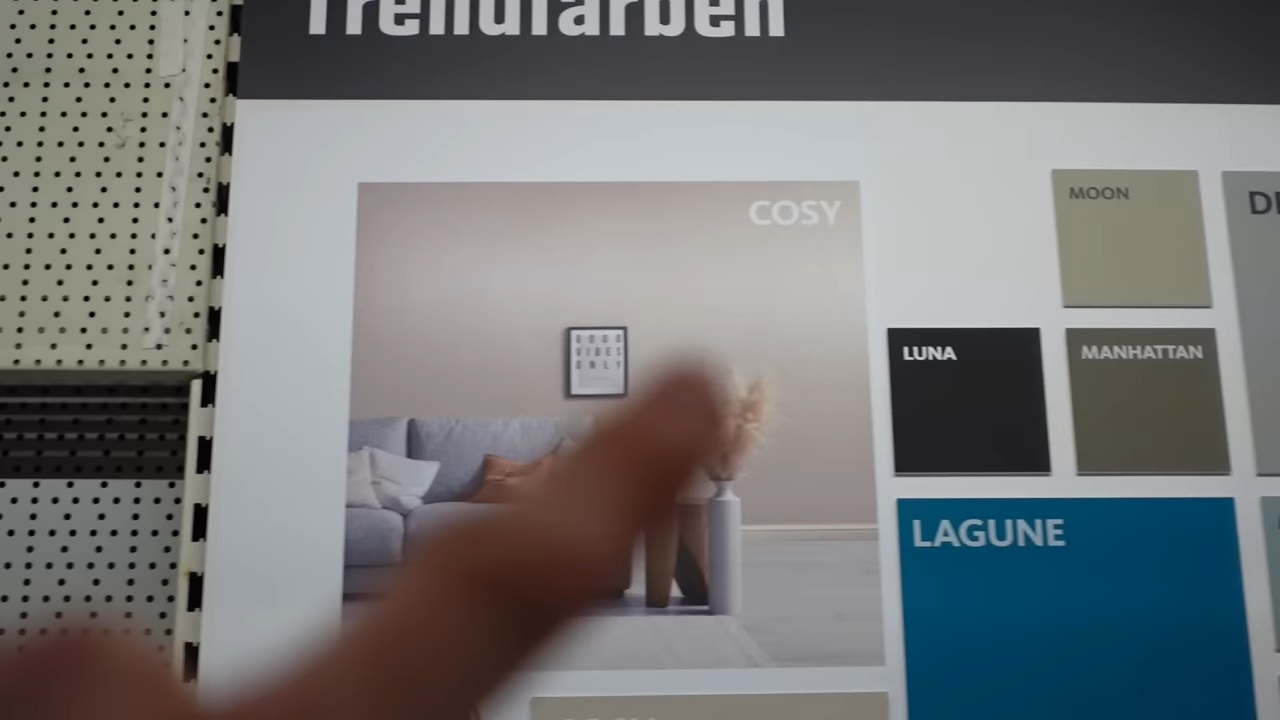 Trendfarben
COSY
GOOD
VIBES
ONLY
MOON
LUNA
MANHATTAN
LAGUNE